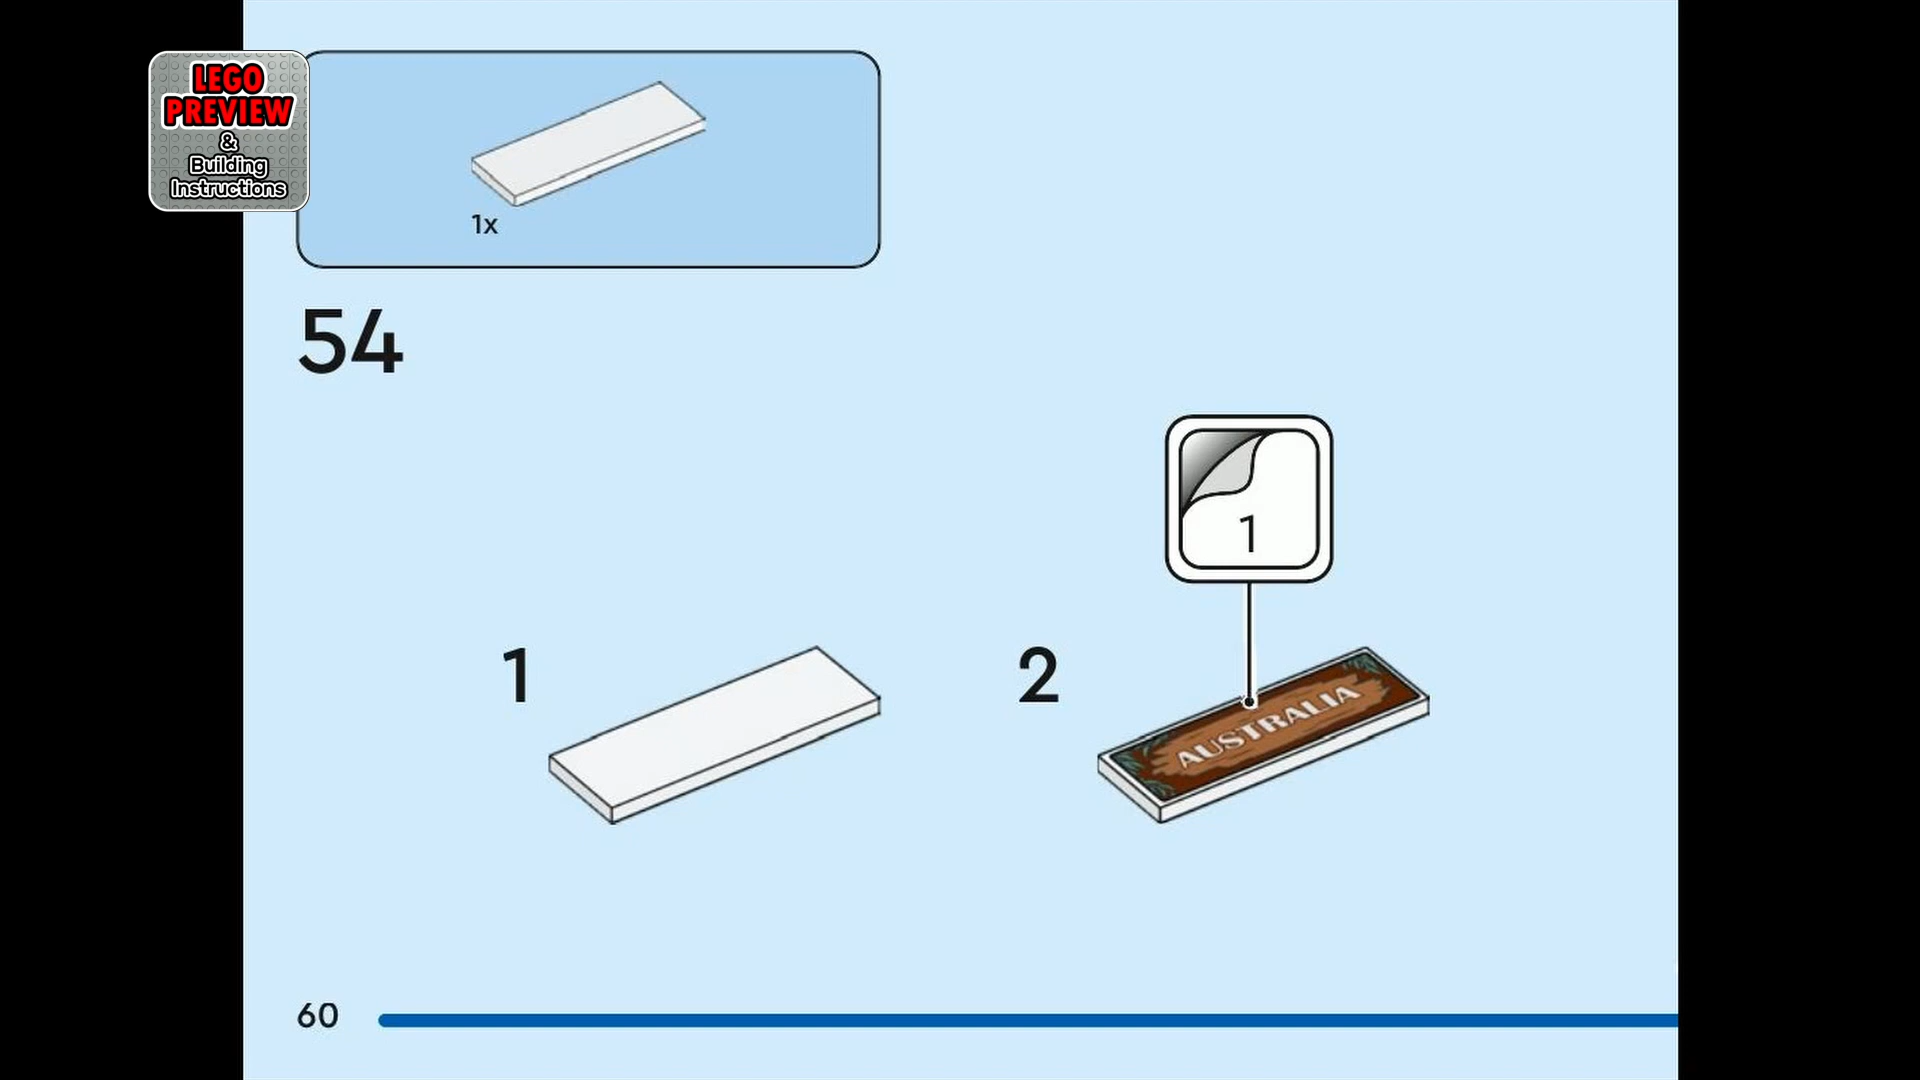 LEGO
PREVIEW
&
Building
Instructions
1x
54
1
1
2
AUSTRALIA
60